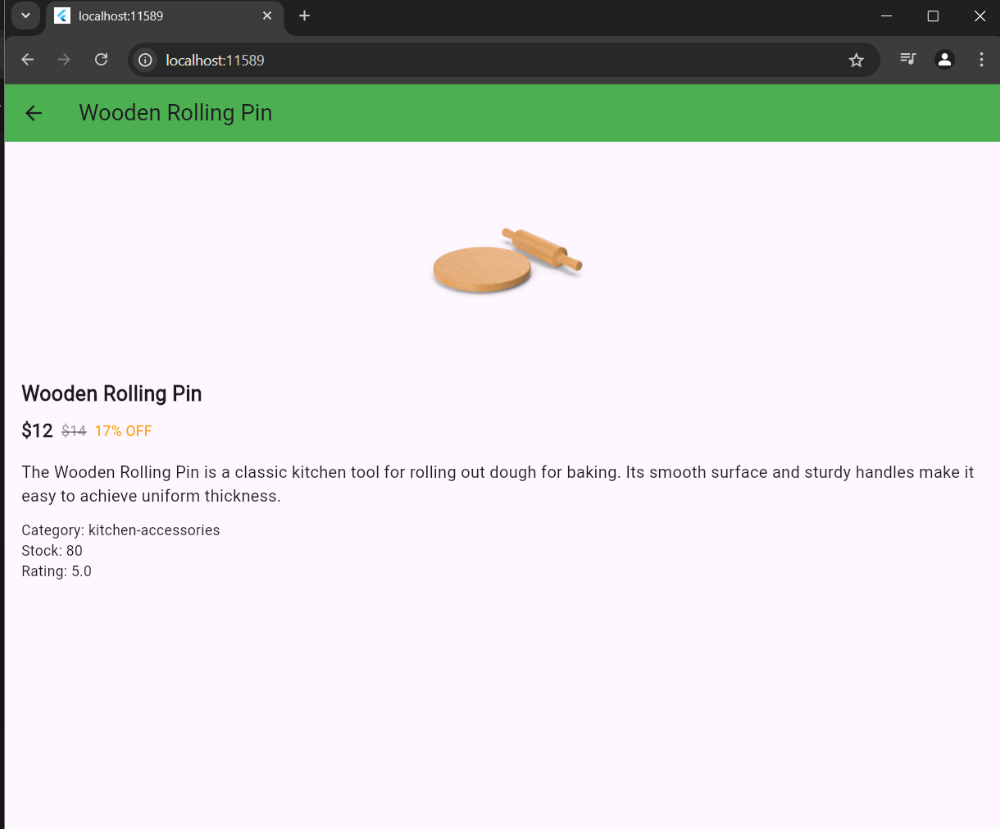 localhost:11589
localhost:11589
Wooden Rolling Pin
Wooden Rolling Pin
$12 $14 17% OFF
The Wooden Rolling Pin is a classic kitchen tool for rolling out dough for baking. Its smooth surface and sturdy handles make it
easy to achieve uniform thickness.
Category: kitchen-accessories
Stock: 80
Rating: 5.0